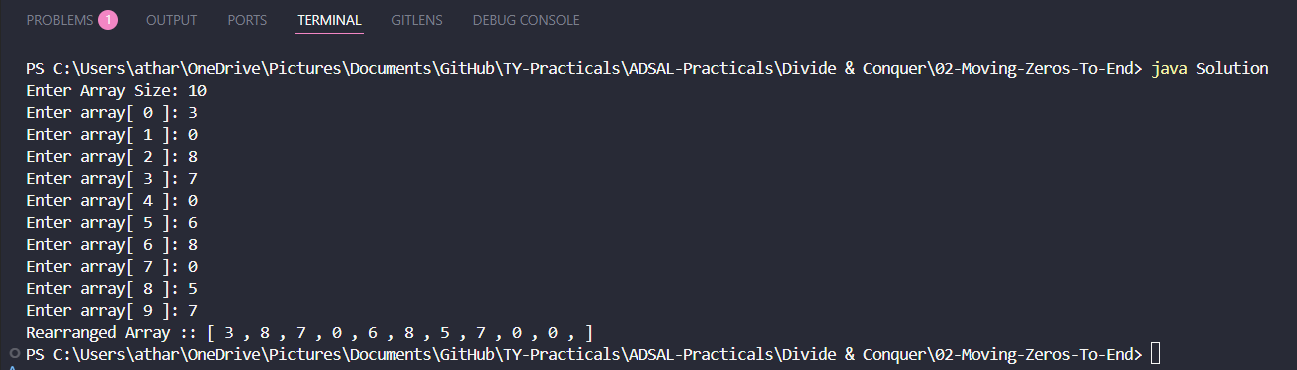 PROBLEMS 1 OUTPUT PORTS TERMINAL GITLENS DEBUG CONSOLE
PS C:\Users\athar\OneDrive\Pictures\Documents\GitHub\TY-Practicals\ADSAL-Practicals\Divide & Conquer\02-Moving-Zeros-To-End> java Solution
Enter Array Size: 10
Enter array[ 0 ]: 3
Enter array[ 1 ]: 0
Enter array[ 2 ]: 8
Enter array[ 3 ]: 7
Enter array[ 4 ]: 0
Enter array[ 5 ]: 6
Enter array[ 6 ]: 8
Enter array[ 7 ]: 0
Enter array[ 8 ]: 5
Enter array[ 9 ]: 7
Rearranged Array :: [ 3 , 8 , 7 , 0 , 6 , 8 , 5 , 7 , 0 , 0 , ]
PS C:\Users\athar\OneDrive\Pictures\Documents\GitHub\TY-Practicals\ADSAL-Practicals\Divide & Conquer\02-Moving-Zeros-To-End>